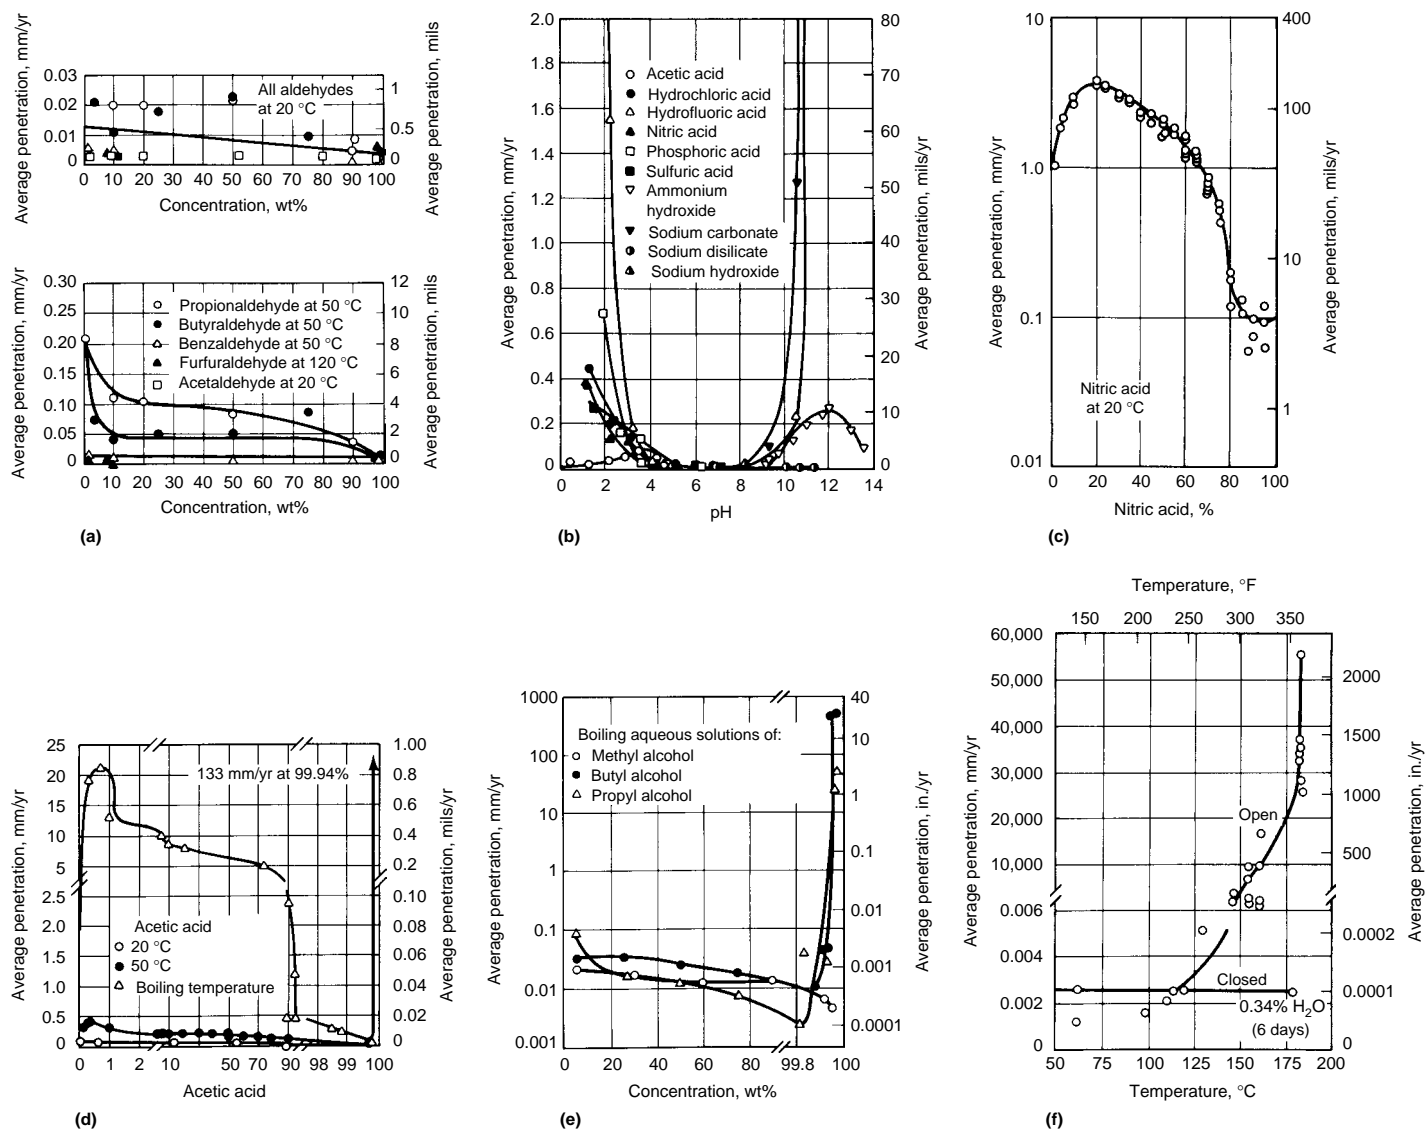 Average penetration, mm/yr
0.03
0.02
0.01
0
All aldehydes
at 20 °C
1
0.5
0
Average penetration, mils
0 10 20 30 40 50 60 70 80 90 100
Concentration, wt%
Average penetration, mm/yr
0.30
0.25
0.20
0.15
0.10
0.05
0
Propionaldehyde at 50 °C
Butyraldehyde at 50 °C
Benzaldehyde at 50 °C
Furfuraldehyde at 120 °C
Acetaldehyde at 20 °C
12
10
8
6
4
2
0
Average penetration, mils
0 10 20 30 40 50 60 70 80 90 100
Concentration, wt%
(a)
Average penetration, mm/yr
2.0
1.8
1.6
1.4
1.2
1.0
0.8
0.6
0.4
0.2
0
Acetic acid
Hydrochloric acid
Hydrofluoric acid
Nitric acid
Phosphoric acid
Sulfuric acid
Ammonium
hydroxide
Sodium carbonate
Sodium disilicate
Sodium hydroxide
80
70
60
50
40
30
20
10
0
Average penetration, mils/yr
0 2 4 6 8 10 12 14
pH
(b)
Average penetration, mm/yr
10
1.0
0.1
0.01
Nitric acid
at 20 °C
400
100
10
1
Average penetration, mils/yr
0 20 40 60 80 100
Nitric acid, %
(c)
Average penetration, mm/yr
25
20
15
10
5
2.5
2.0
1.5
1.0
0.5
0
133 mm/yr at 99.94%
Acetic acid
20 °C
50 °C
Boiling temperature
1.00
0.8
0.6
0.4
0.2
0.10
0.08
0.06
0.04
0.02
0
Average penetration, mils/yr
0 1 2 10 50 70 90 98 99 100
Acetic acid
(d)
Average penetration, mm/yr
1000
100
10
1
0.1
0.01
0.001
Boiling aqueous solutions of:
Methyl alcohol
Butyl alcohol
Propyl alcohol
40
10
5
1
0.1
0.01
0.001
0.0001
Average penetration, in./yr
0 20 40 60 80 99.8 100
Concentration, wt%
(e)
Temperature, °F
150 200 250 300 350
Average penetration, mm/yr
60,000
50,000
40,000
30,000
20,000
10,000
0.006
0.004
0.002
0
Open
Closed
0.34% H2O
(6 days)
2000
1500
1000
500
0.0002
0.0001
0
Average penetration, in./yr
50 75 100 125 150 175 200
Temperature, °C
(f)